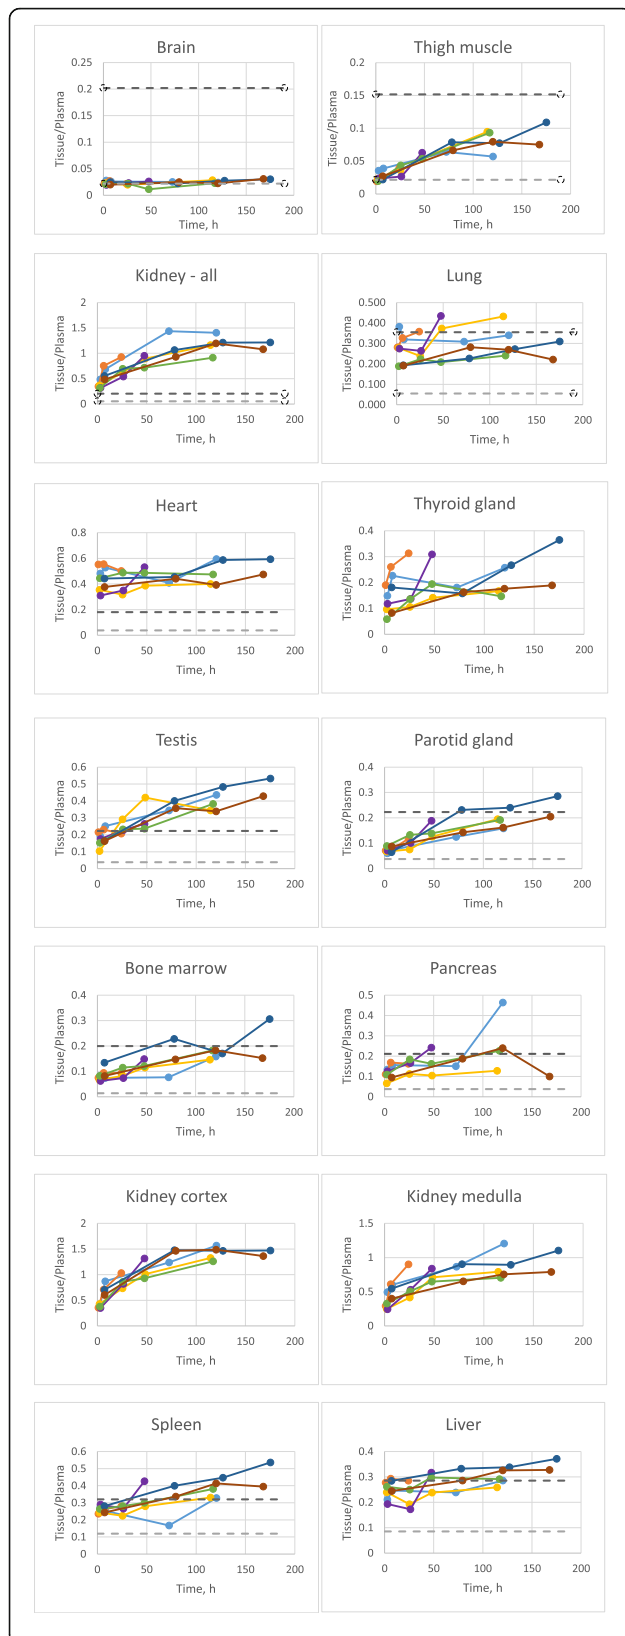 Brain
Tissue/Plasma
0.25
0.2
0.15
0.1
0.05
0
0 50 100 150 200
Time, h
Thigh muscle
Tissue/Plasma
0.2
0.15
0.1
0.05
0
0 50 100 150 200
Time, h
Kidney - all
Tissue/Plasma
2
1.5
1
0.5
0
0 50 100 150 200
Time, h
Lung
Tissue/Plasma
0.500
0.400
0.300
0.200
0.100
0.000
0 50 100 150 200
Time, h
Heart
Tissue/Plasma
0.8
0.6
0.4
0.2
0
0 50 100 150 200
Time, h
Thyroid gland
Tissue/Plasma
0.4
0.3
0.2
0.1
0
0 50 100 150 200
Time, h
Testis
Tissue/Plasma
0.6
0.5
0.4
0.3
0.2
0.1
0
0 50 100 150 200
Time, h
Parotid gland
Tissue/Plasma
0.4
0.3
0.2
0.1
0
0 50 100 150 200
Time, h
Bone marrow
Tissue/Plasma
0.4
0.3
0.2
0.1
0
0 50 100 150 200
Time, h
Pancreas
Tissue/Plasma
0.5
0.4
0.3
0.2
0.1
0
0 50 100 150 200
Time, h
Kidney cortex
Tissue/Plasma
2
1.5
1
0.5
0
0 50 100 150 200
Time, h
Kidney medulla
Tissue/Plasma
1.5
1
0.5
0
0 50 100 150 200
Time, h
Spleen
Tissue/Plasma
0.6
0.5
0.4
0.3
0.2
0.1
0
0 50 100 150 200
Time, h
Liver
Tissue/Plasma
0.4
0.3
0.2
0.1
0
0 50 100 150 200
Time, h